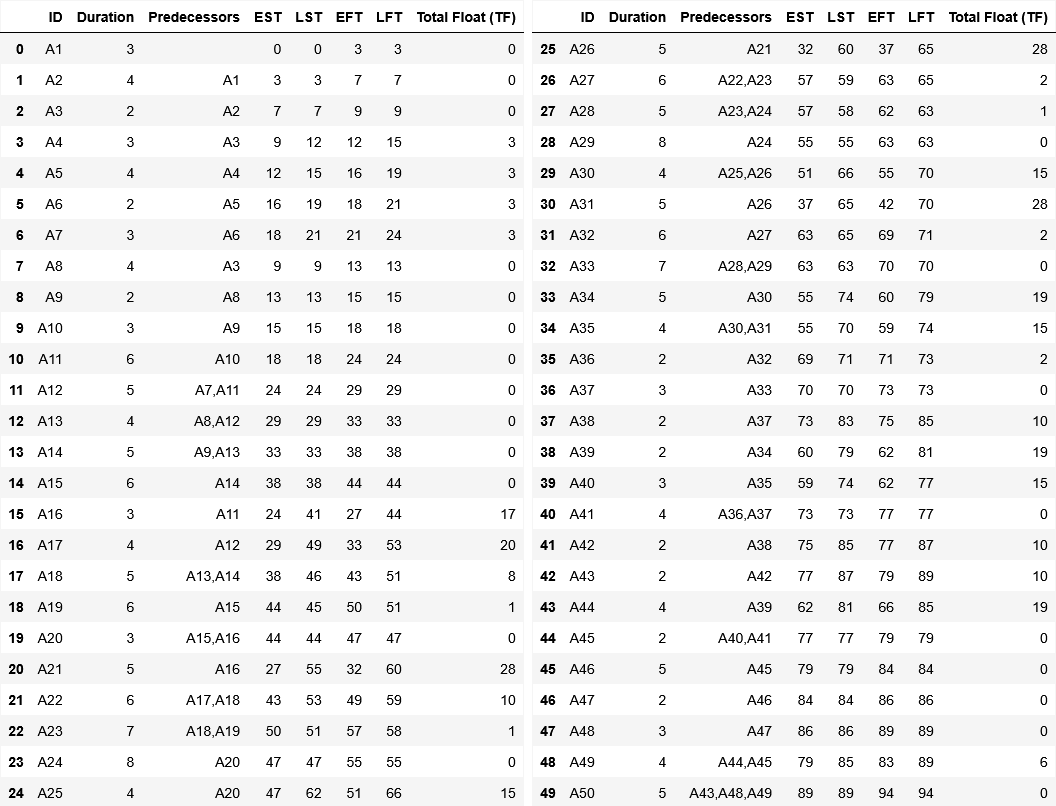 ID Duration Predecessors EST LST EFT LFT Total Float (TF)
0 A1 3 0 0 3 3 0
1 A2 4 A1 3 3 7 7 0
2 A3 2 A2 7 7 9 9 0
3 A4 3 A3 9 12 12 15 3
4 A5 4 A4 12 15 16 19 3
5 A6 2 A5 16 19 18 21 3
6 A7 3 A6 18 21 21 24 3
7 A8 4 A3 9 9 13 13 0
8 A9 2 A8 13 13 15 15 0
9 A10 3 A9 15 15 18 18 0
10 A11 6 A10 18 18 24 24 0
11 A12 5 A7,A11 24 24 29 29 0
12 A13 4 A8,A12 29 29 33 33 0
13 A14 5 A9,A13 33 33 38 38 0
14 A15 6 A14 38 38 44 44 0
15 A16 3 A11 24 41 27 44 17
16 A17 4 A12 29 49 33 53 20
17 A18 5 A13,A14 38 46 43 51 8
18 A19 6 A15 44 45 50 51 1
19 A20 3 A15,A16 44 44 47 47 0
20 A21 5 A16 27 55 32 60 28
21 A22 6 A17,A18 43 53 49 59 10
22 A23 7 A18,A19 50 51 57 58 1
23 A24 8 A20 47 47 55 55 0
24 A25 4 A20 47 62 51 66 15
ID Duration Predecessors EST LST EFT LFT Total Float (TF)
25 A26 5 A21 32 60 37 65 28
26 A27 6 A22,A23 57 59 63 65 2
27 A28 5 A23,A24 57 58 62 63 1
28 A29 8 A24 55 55 63 63 0
29 A30 4 A25,A26 51 66 55 70 15
30 A31 5 A26 37 65 42 70 28
31 A32 6 A27 63 65 69 71 2
32 A33 7 A28,A29 63 63 70 70 0
33 A34 5 A30 55 74 60 79 19
34 A35 4 A30,A31 55 70 59 74 15
35 A36 2 A32 69 71 71 73 2
36 A37 3 A33 70 70 73 73 0
37 A38 2 A37 73 83 75 85 10
38 A39 2 A34 60 79 62 81 19
39 A40 3 A35 59 74 62 77 15
40 A41 4 A36,A37 73 73 77 77 0
41 A42 2 A38 75 85 77 87 10
42 A43 2 A42 77 87 79 89 10
43 A44 4 A39 62 81 66 85 19
44 A45 2 A40,A41 77 77 79 79 0
45 A46 5 A45 79 79 84 84 0
46 A47 2 A46 84 84 86 86 0
47 A48 3 A47 86 86 89 89 0
48 A49 4 A44,A45 79 85 83 89 6
49 A50 5 A43,A48,A49 89 89 94 94 0